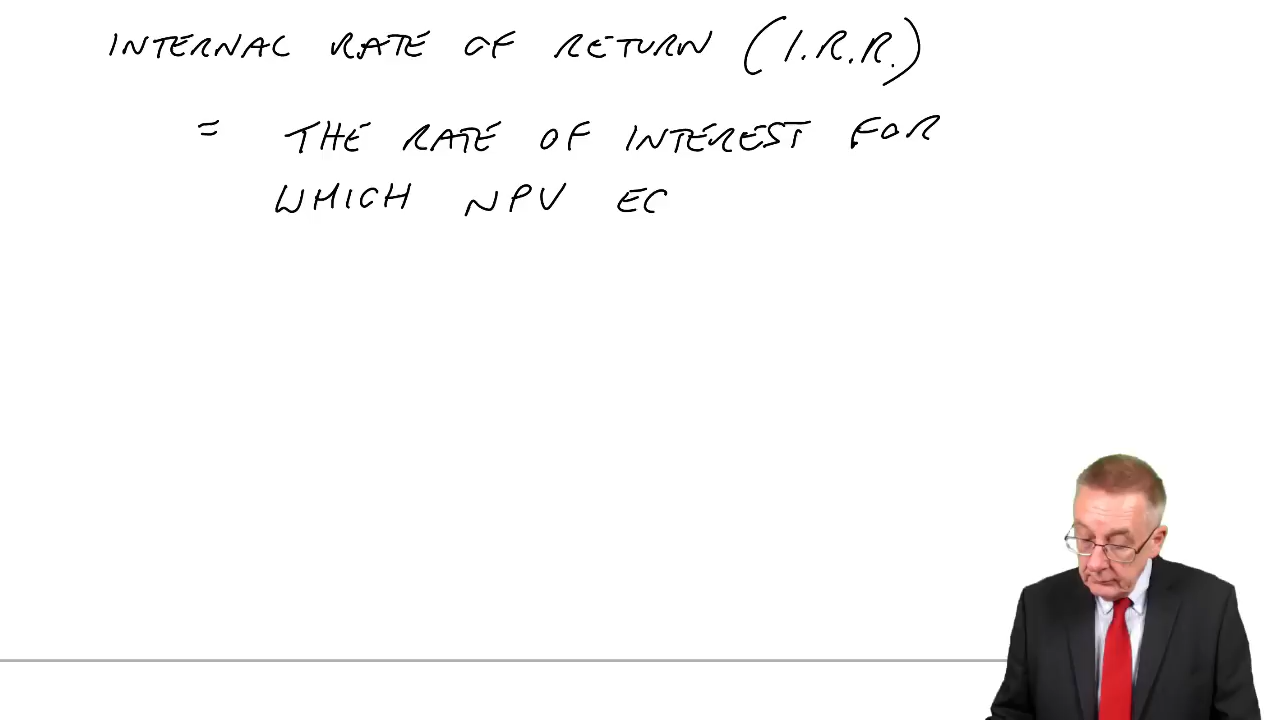 INTERNAL RATE OF RETURN (I.R.R.)
= THE RATE OF INTEREST FOR
WHICH NPV EC